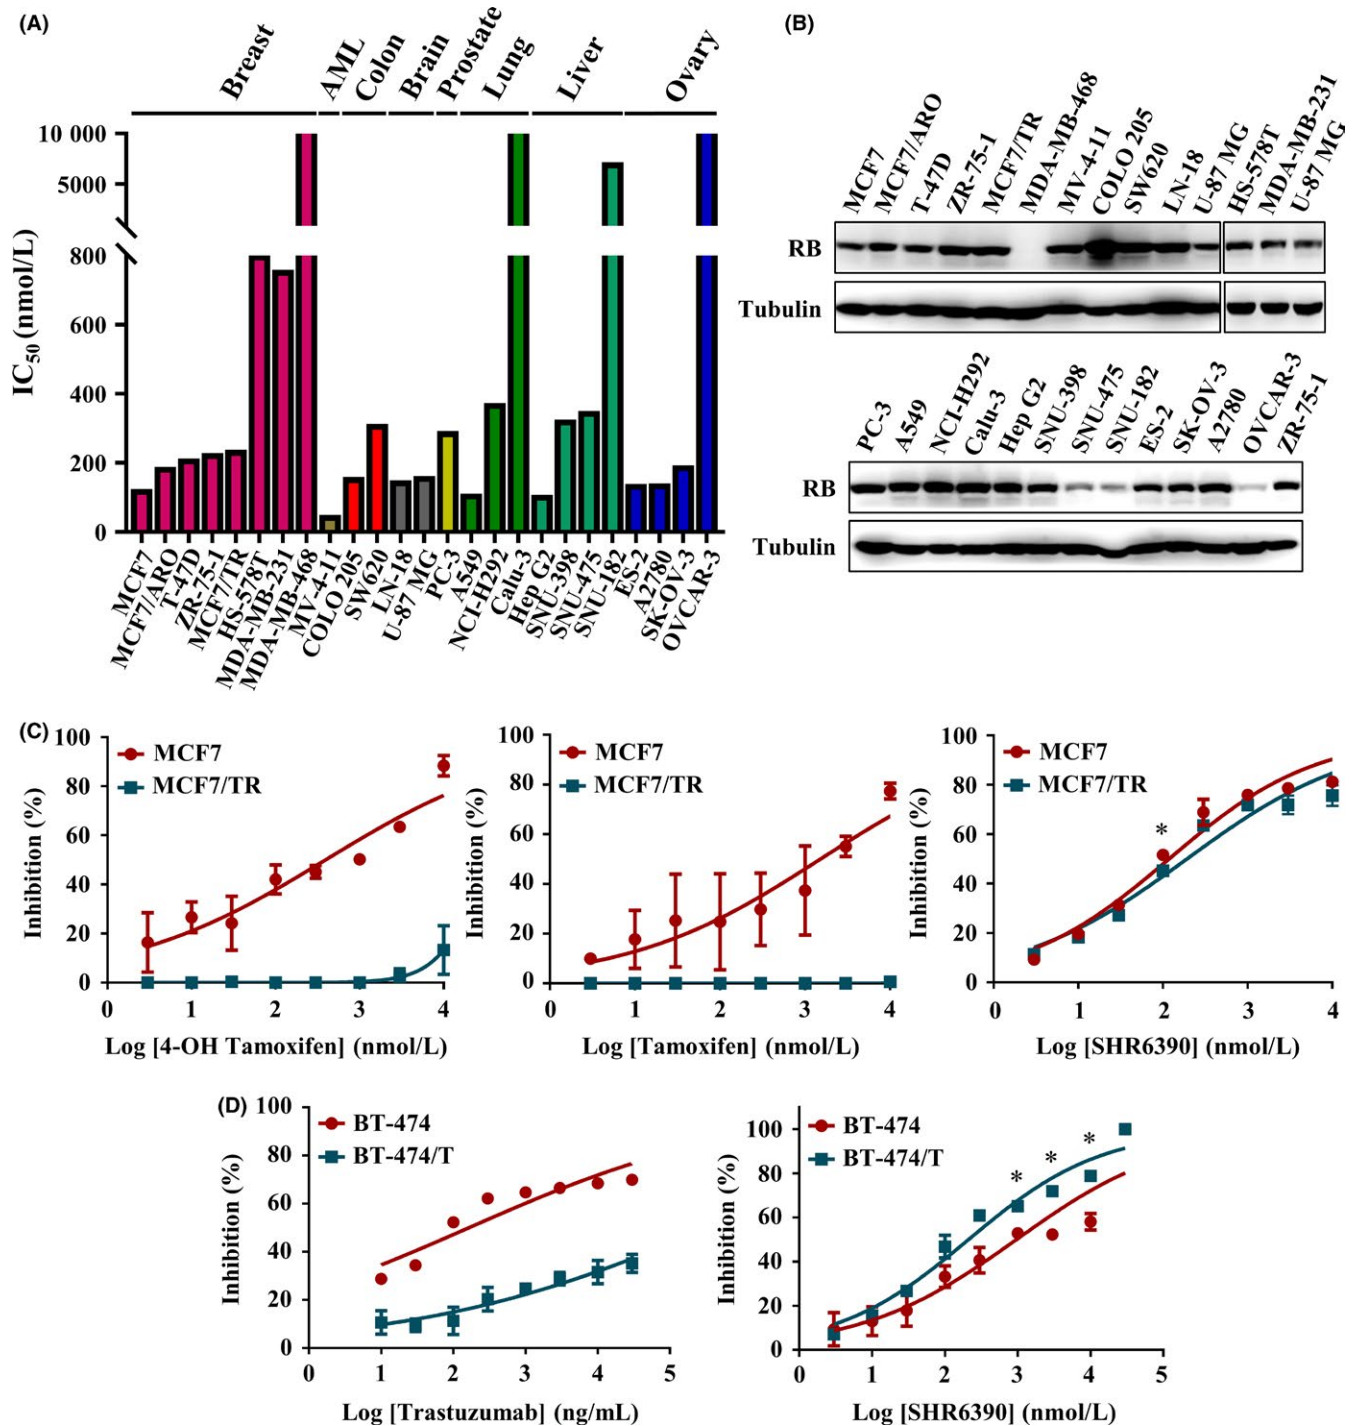 (A)
Breast
AML
Colon
Brain
Prostate
Lung
Liver
Ovary
10 000
5000
800
600
400
200
0
IC50 (nmol/L)
MCF7
MCF7/ARO
T-47D
ZR-75-1
MCF7/TR
HS-578T
MDA-MB-231
MDA-MB-468
MV-4-11
COLO 205
SW620
LN-18
U-87 MG
PC-3
A549
NCI-H292
Calu-3
Hep G2
SNU-398
SNU-475
SNU-182
ES-2
A2780
SK-OV-3
OVCAR-3
(B)
MCF7
MCF7/ARO
T-47D
ZR-75-1
MCF7/TR
MDA-MB-468
MV-4-11
COLO 205
SW620
LN-18
U-87 MG
HS-578T
MDA-MB-231
U-87 MG
RB
Tubulin
PC-3
A549
NCI-H292
Calu-3
Hep G2
SNU-398
SNU-475
SNU-182
ES-2
SK-OV-3
A2780
OVCAR-3
ZR-75-1
RB
Tubulin
(C)
100
80
60
40
20
0
Inhibition (%)
MCF7
MCF7/TR
0 1 2 3 4
Log [4-OH Tamoxifen] (nmol/L)
100
80
60
40
20
0
Inhibition (%)
MCF7
MCF7/TR
0 1 2 3 4
Log [Tamoxifen] (nmol/L)
100
80
60
40
20
0
Inhibition (%)
MCF7
MCF7/TR
*
0 1 2 3 4
Log [SHR6390] (nmol/L)
(D)
100
80
60
40
20
0
Inhibition (%)
BT-474
BT-474/T
0 1 2 3 4 5
Log [Trastuzumab] (ng/mL)
100
80
60
40
20
0
Inhibition (%)
BT-474
BT-474/T
* * *
0 1 2 3 4 5
Log [SHR6390] (nmol/L)